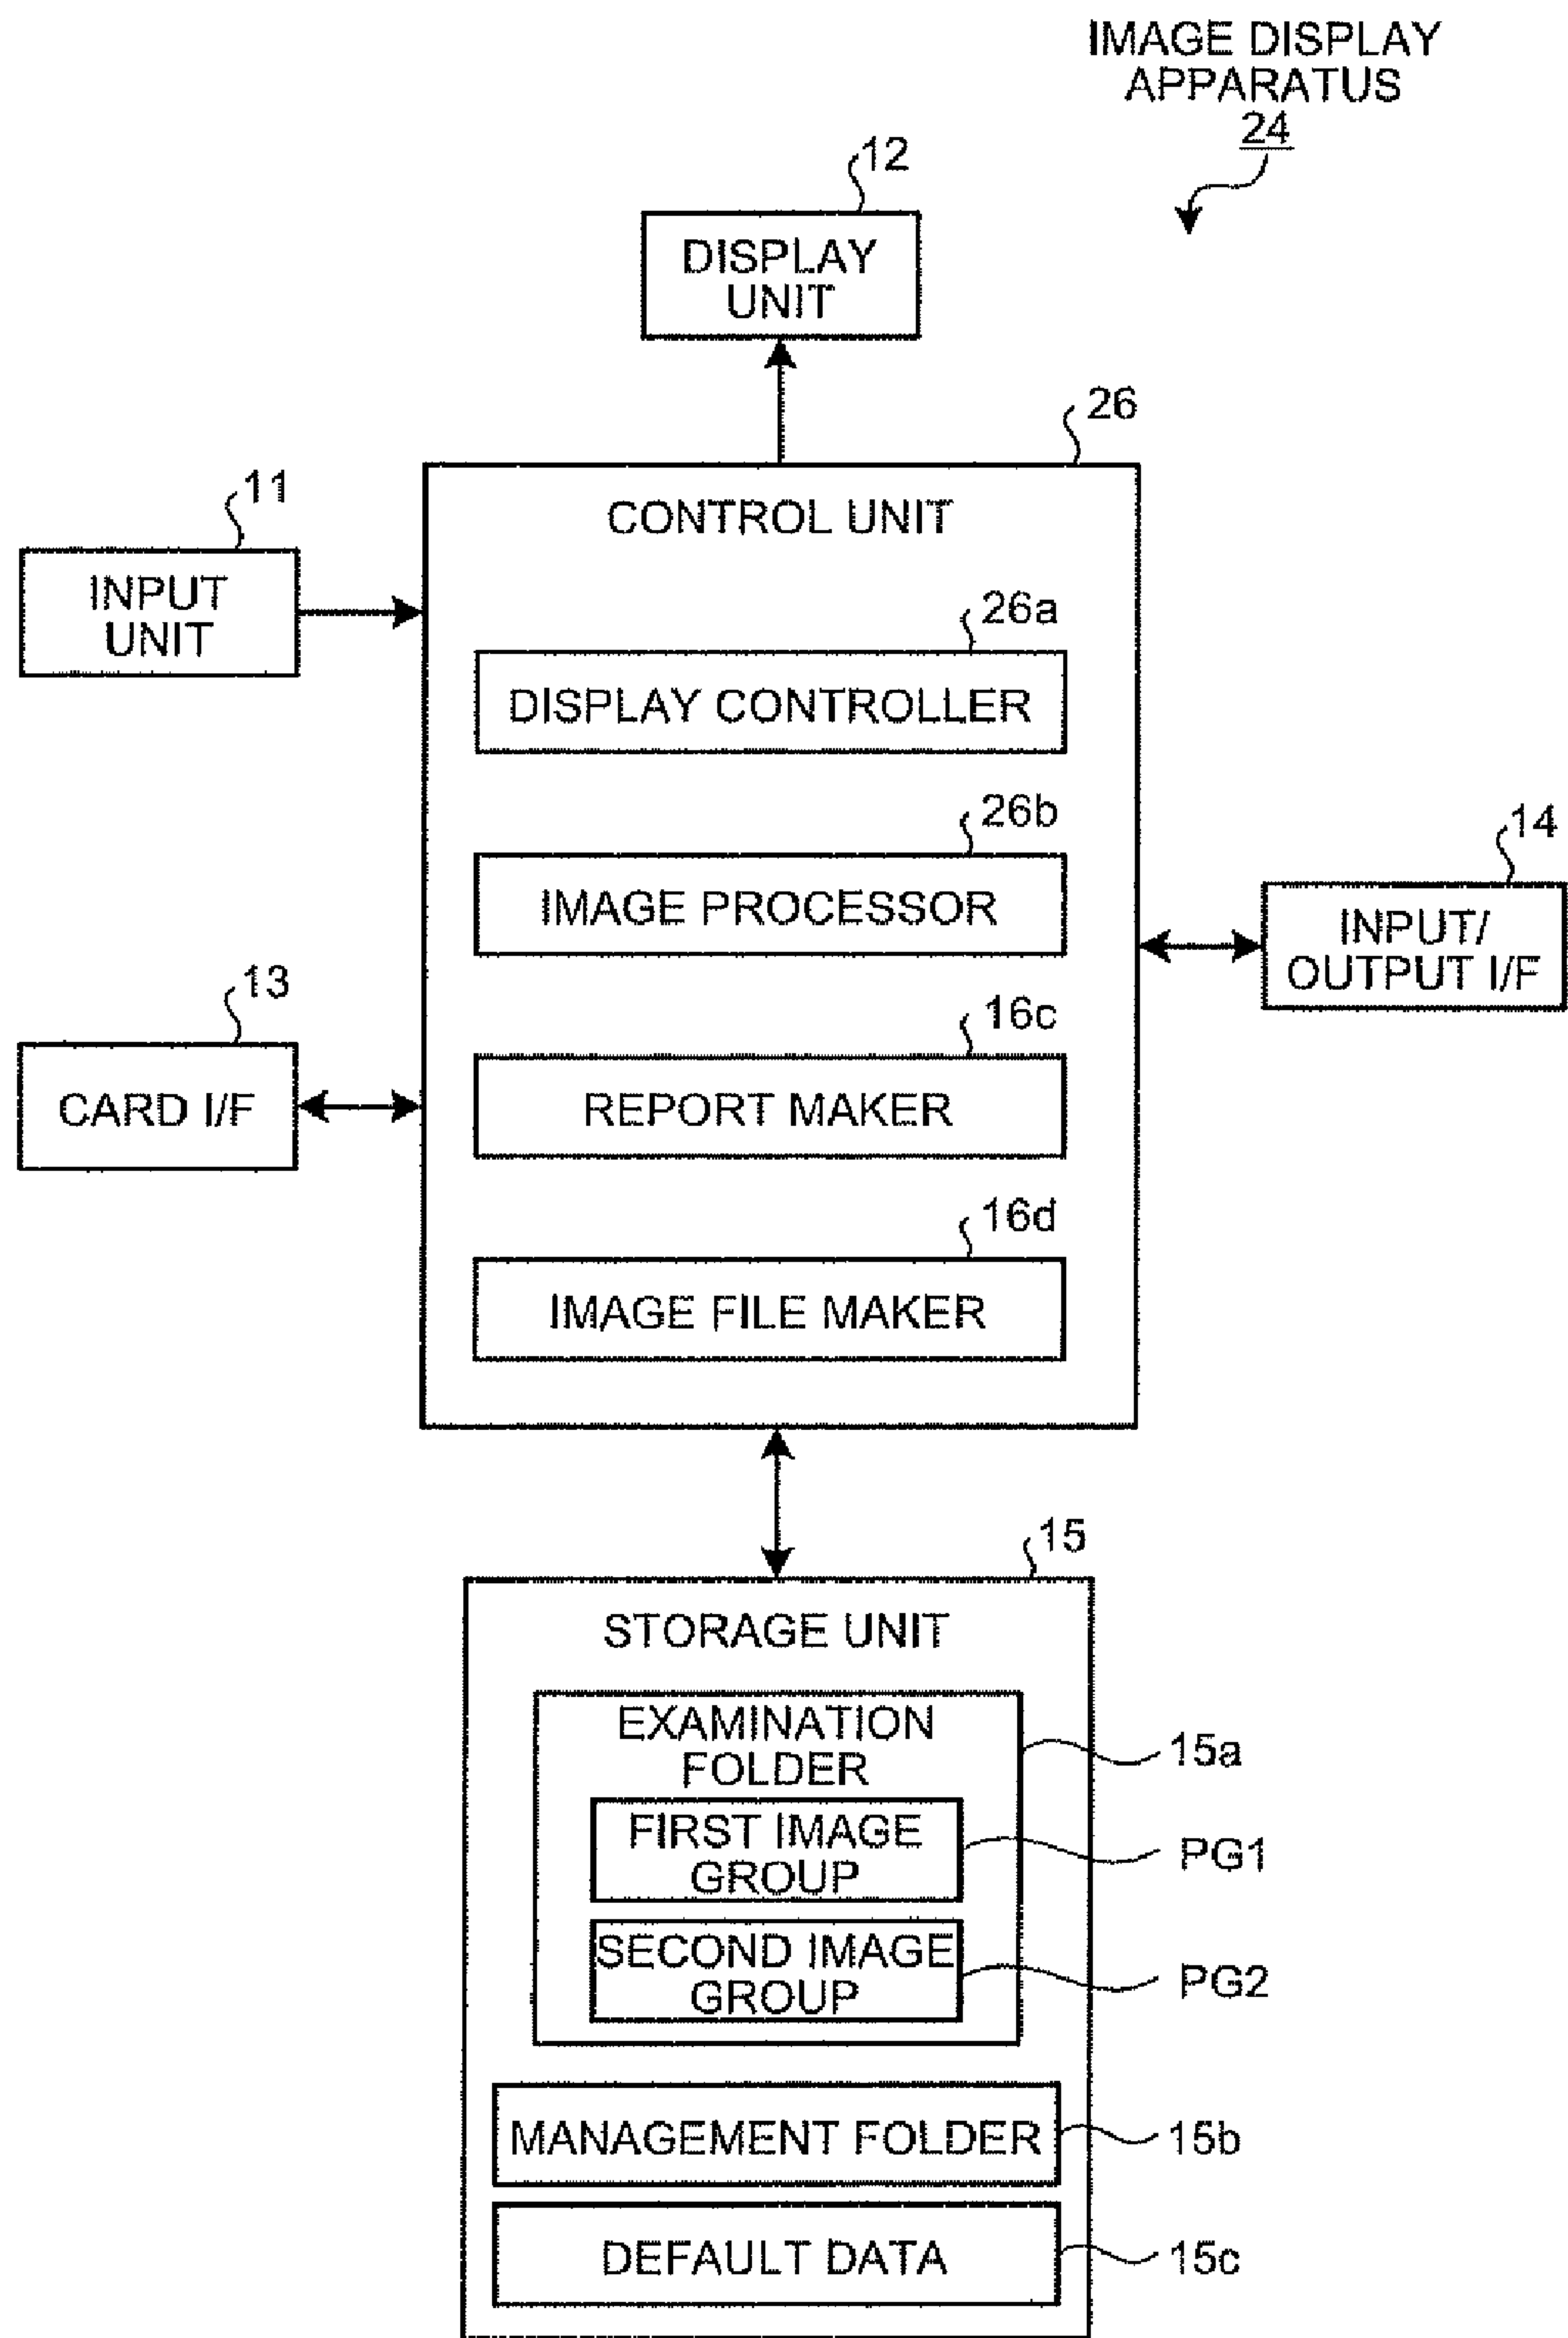 IMAGE DISPLAY
APPARATUS
24
12
DISPLAY
UNIT
26
CONTROL UNIT
11
INPUT
UNIT
26a
DISPLAY CONTROLLER
26b
IMAGE PROCESSOR
14
INPUT/
OUTPUT I/F
13
CARD I/F
16c
REPORT MAKER
16d
IMAGE FILE MAKER
15
STORAGE UNIT
EXAMINATION
FOLDER
15a
FIRST IMAGE
GROUP
PG1
SECOND IMAGE
GROUP
PG2
MANAGEMENT FOLDER
15b
DEFAULT DATA
15c